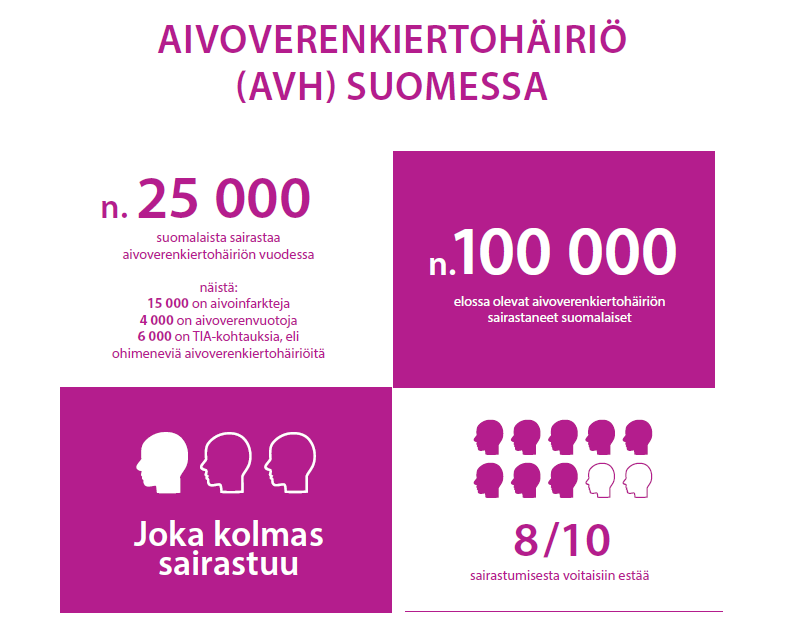 AIVOVERENKIERTOHÄIRIÖ
(AVH) SUOMESSA
n. 25 000
suomalaista sairastaa
aivoverenkiertohäiriön vuodessa
näistä:
15 000 on aivoinfarkteja
4 000 on aivoverenvuotoja
6 000 on TIA-kohtauksia, eli
ohimeneviä aivoverenkiertohäiriöitä
n.100 000
elossa olevat aivoverenkiertohäiriön
sairastaneet suomalaiset
Joka kolmas
sairastuu
8/10
sairastumisesta voitaisiin estää